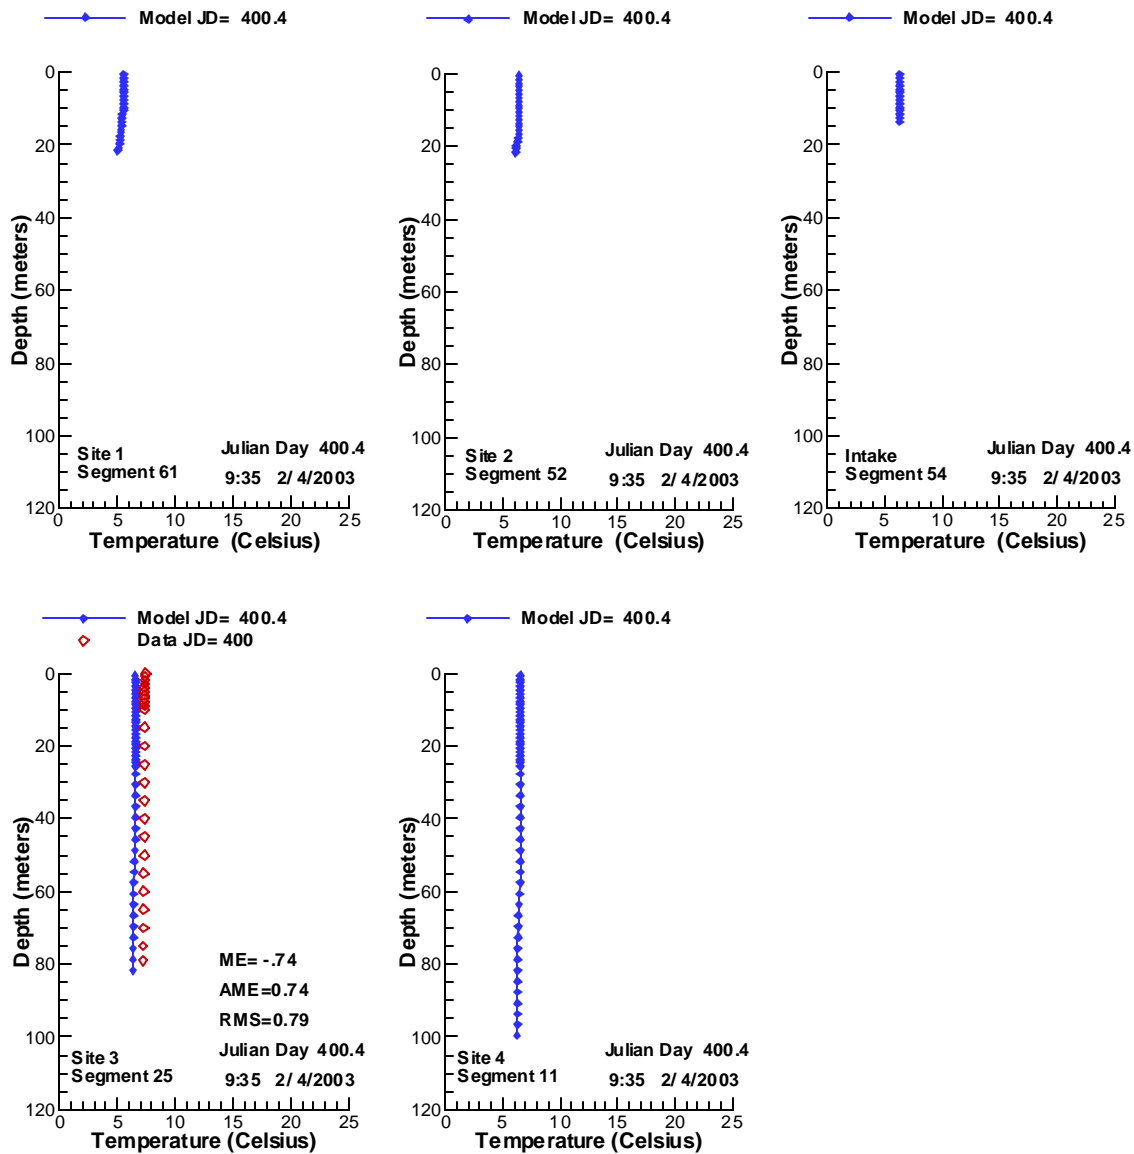 Model JD= 400.4
0
20
40
60
80
100
120
Depth (meters)
Site 1
Segment 61
Julian Day 400.4
9:35 2/ 4/2003
0 5 10 15 20 25
Temperature (Celsius)
Model JD= 400.4
0
20
40
60
80
100
120
Depth (meters)
Site 2
Segment 52
Julian Day 400.4
9:35 2/ 4/2003
0 5 10 15 20 25
Temperature (Celsius)
Model JD= 400.4
0
20
40
60
80
100
120
Depth (meters)
Intake
Segment 54
Julian Day 400.4
9:35 2/ 4/2003
0 5 10 15 20 25
Temperature (Celsius)
Model JD= 400.4
Data JD= 400
0
20
40
60
80
100
120
Depth (meters)
ME= -.74
AME=0.74
RMS=0.79
Site 3
Segment 25
Julian Day 400.4
9:35 2/ 4/2003
0 5 10 15 20 25
Temperature (Celsius)
Model JD= 400.4
0
20
40
60
80
100
120
Depth (meters)
Site 4
Segment 11
Julian Day 400.4
9:35 2/ 4/2003
0 5 10 15 20 25
Temperature (Celsius)